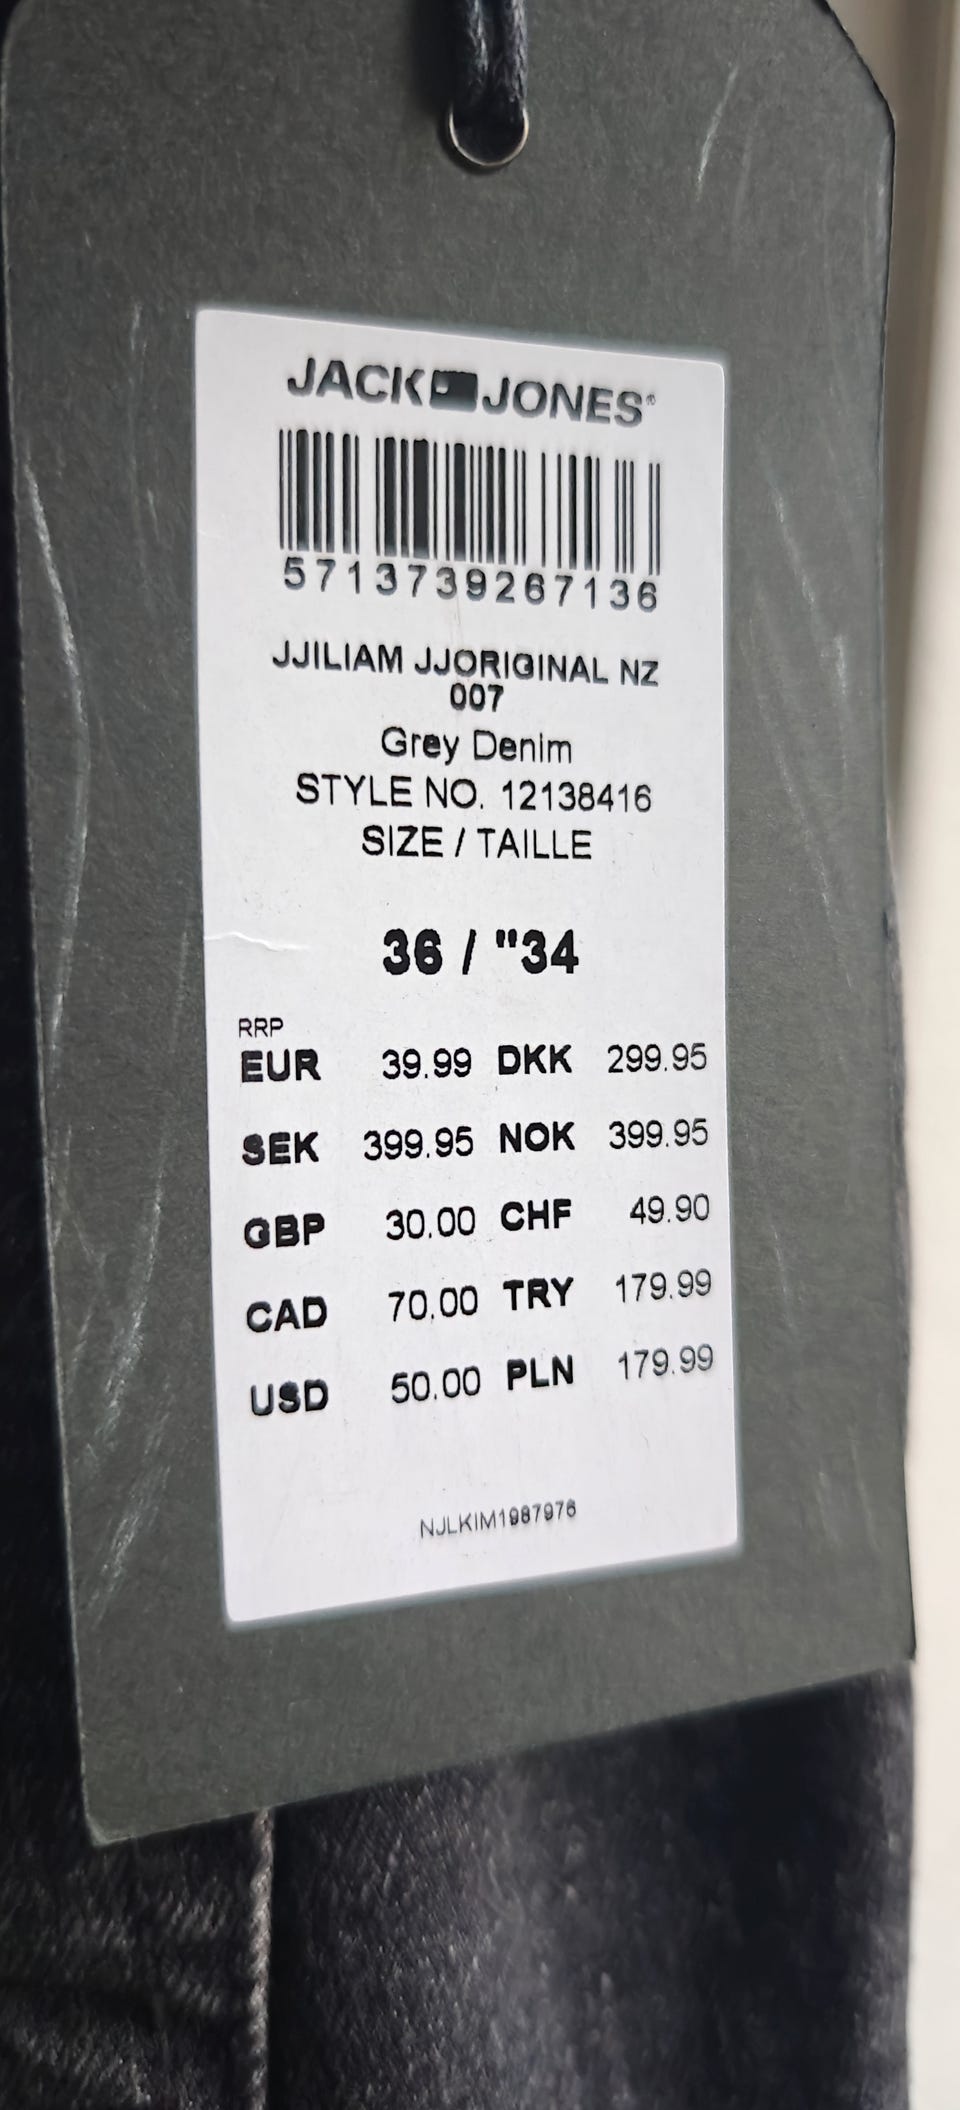 JACK JONES®
5713739267136
JJILIAM JJORIGINAL NZ
007
Grey Denim
STYLE NO. 12138416
SIZE / TAILLE
36 / "34
RRP
EUR 39.99 DKK 299.95
SEK 399.95 NOK 399.95
GBP 30.00 CHF 49.90
CAD 70.00 TRY 179.99
USD 50.00 PLN 179.99
NJLKIM1987976